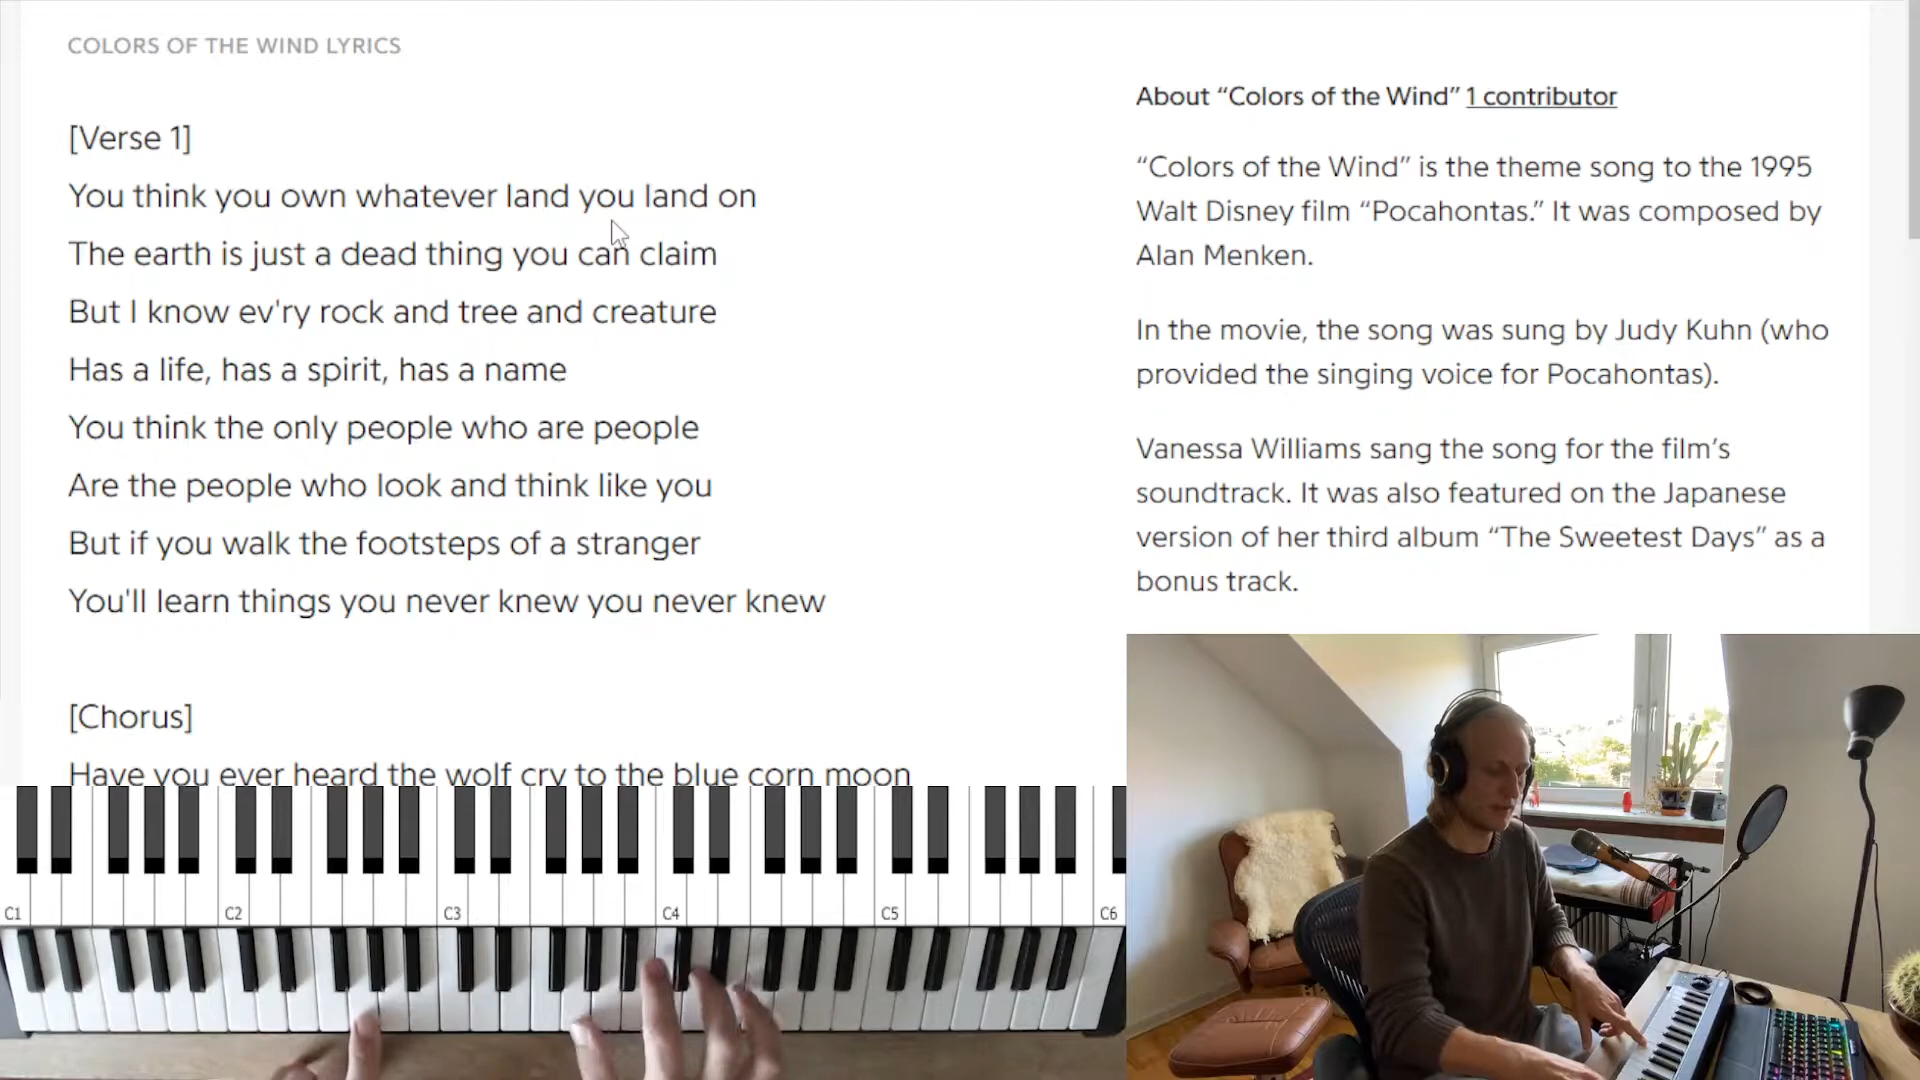 COLORS OF THE WIND LYRICS
[Verse 1]
You think you own whatever land you land on
The earth is just a dead thing you can claim
But I know ev'ry rock and tree and creature
Has a life, has a spirit, has a name
You think the only people who are people
Are the people who look and think like you
But if you walk the footsteps of a stranger
You'll learn things you never knew you never knew
[Chorus]
Have you ever heard the wolf cry to the blue corn moon
About “Colors of the Wind” 1 contributor
“Colors of the Wind” is the theme song to the 1995
Walt Disney film “Pocahontas.” It was composed by
Alan Menken.
In the movie, the song was sung by Judy Kuhn (who
provided the singing voice for Pocahontas).
Vanessa Williams sang the song for the film’s
soundtrack. It was also featured on the Japanese
version of her third album “The Sweetest Days” as a
bonus track.
C1 C2 C3 C4 C5 C6